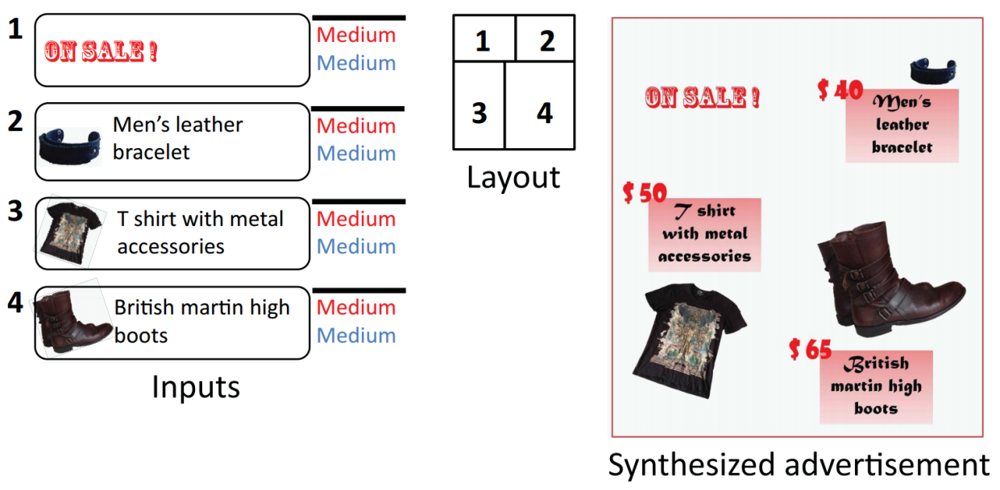 1
ON SALE !
Medium
Medium
2
Men's leather
bracelet
Medium
Medium
3
T shirt with metal
accessories
Medium
Medium
4
British martin high
boots
Medium
Medium
Inputs
1 2
3 4
Layout
ON SALE !
$ 40
Men's
leather
bracelet
$ 50
T shirt
with metal
accessories
$ 65
British
martin high
boots
Synthesized advertisement